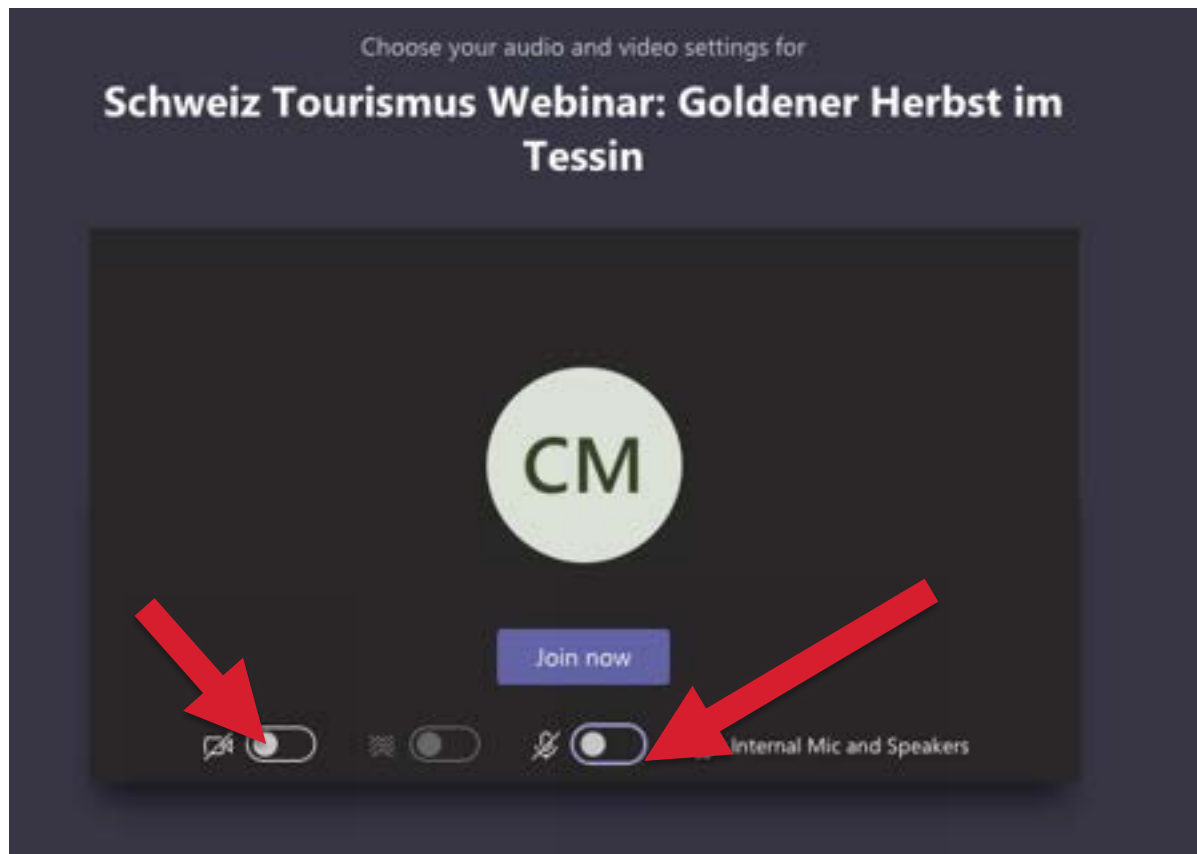 Choose your audio and video settings for
Schweiz Tourismus Webinar: Goldener Herbst im
Tessin
CM
Join now
Internal Mic and Speakers